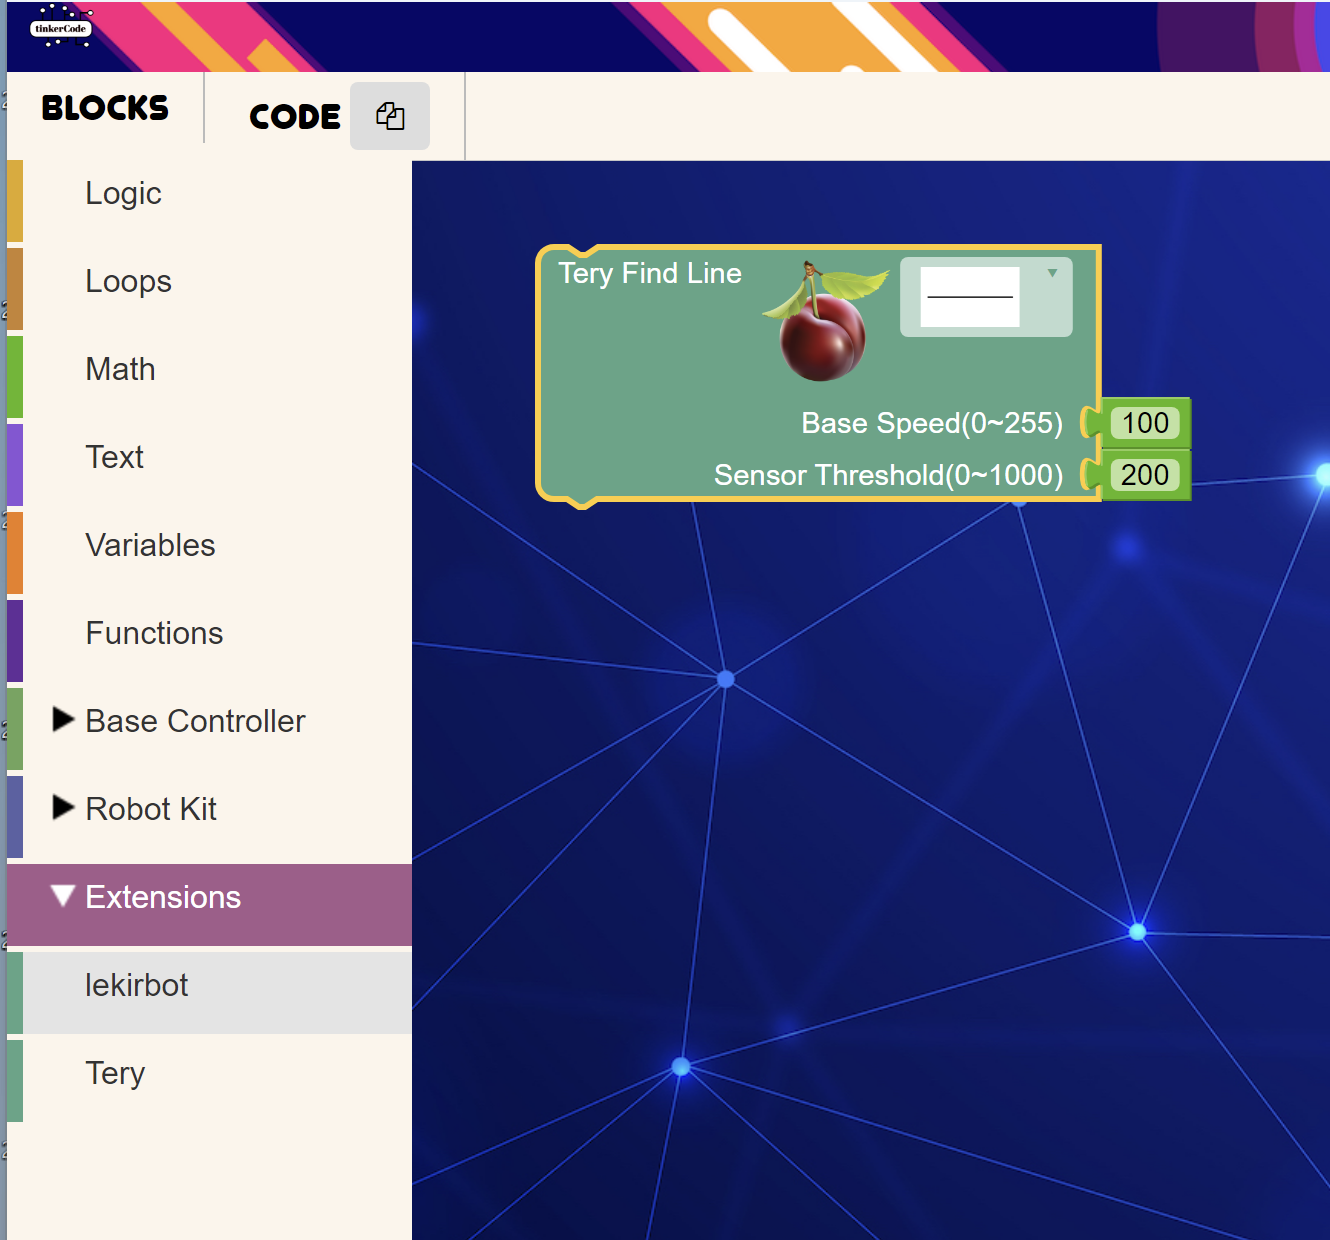 tinkerCode
BLOCKS
CODE
Logic
Loops
Math
Text
Variables
Functions
Base Controller
Robot Kit
Extensions
lekirbot
Tery
Tery Find Line
Base Speed(0~255) 100
Sensor Threshold(0~1000) 200